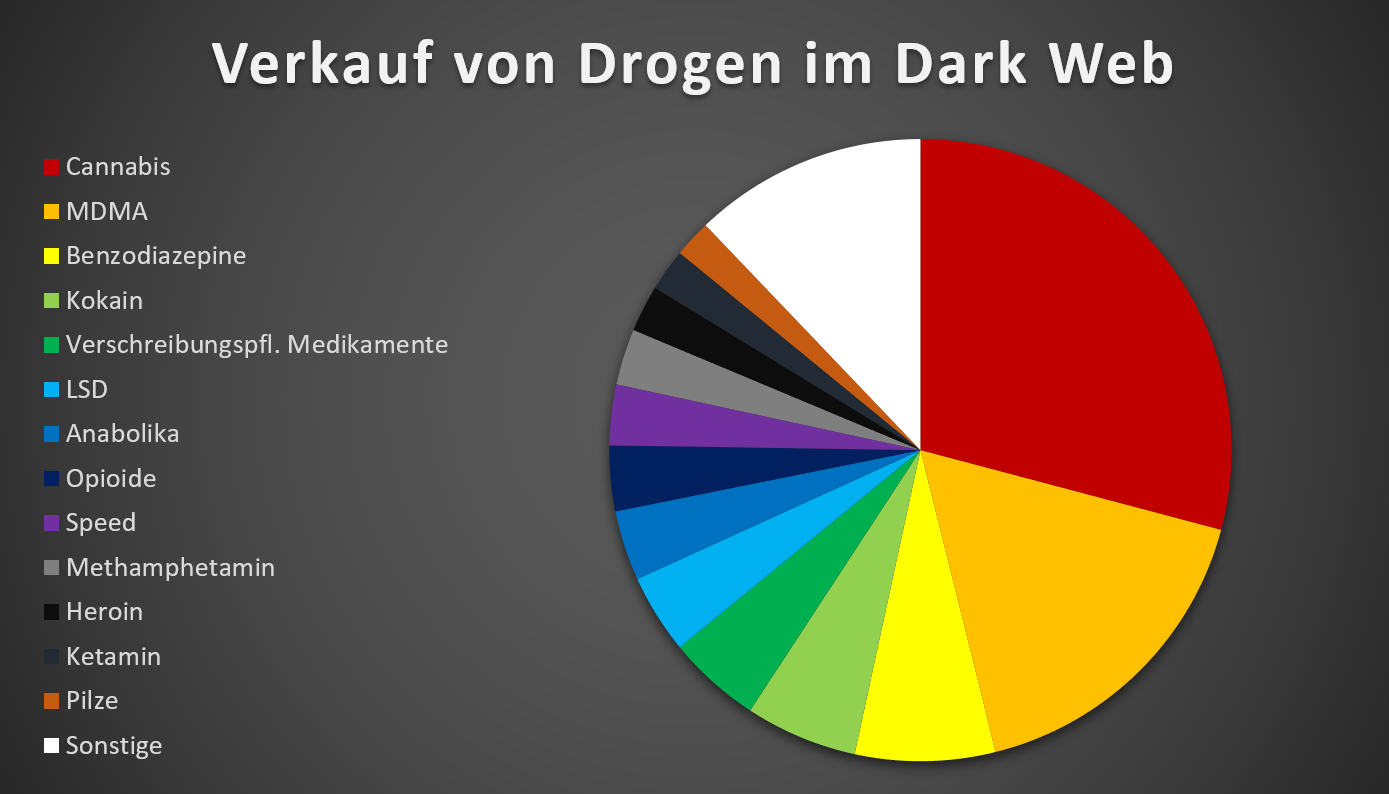 Verkauf von Drogen im Dark Web
Cannabis
MDMA
Benzodiazepine
Kokain
Verschreibungspfl. Medikamente
LSD
Anabolika
Opioide
Speed
Methamphetamin
Heroin
Ketamin
Pilze
Sonstige